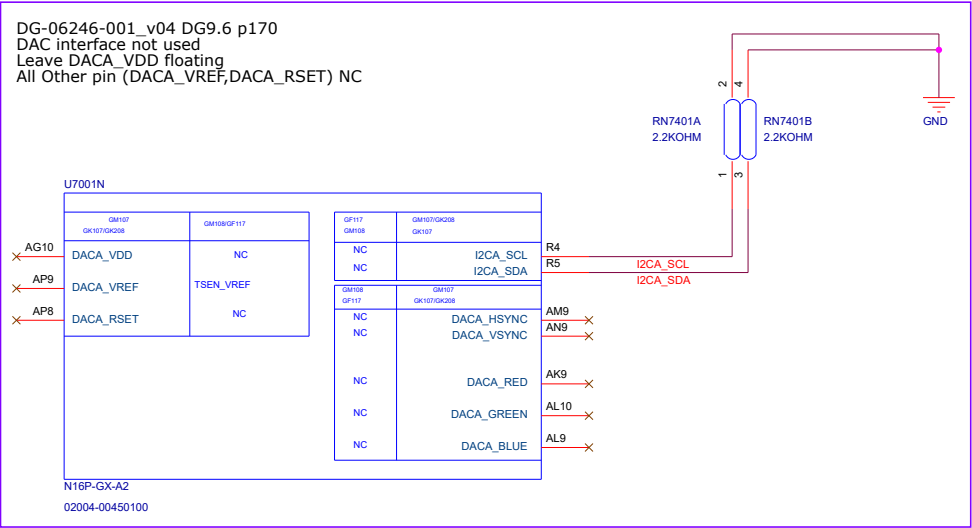 DG-06246-001_v04 DG9.6 p170
DAC interface not used
Leave DACA_VDD floating
All Other pin (DACA_VREF,DACA_RSET) NC
2
4
RN7401A
2.2KOHM
RN7401B
2.2KOHM
GND
1
3
U7001N
GM107
GK107/GK208
GM108/GF117
GF117
GM108
GM107/GK208
GK107
AG10
DACA_VDD
NC
AP9
DACA_VREF
TSEN_VREF
AP8
DACA_RSET
NC
NC
I2CA_SCL
R4
I2CA_SCL
NC
I2CA_SDA
R5
I2CA_SDA
GM108
GF117
GM107
GK107/GK208
NC
DACA_HSYNC
AM9
NC
DACA_VSYNC
AN9
NC
DACA_RED
AK9
NC
DACA_GREEN
AL10
NC
DACA_BLUE
AL9
N16P-GX-A2
02004-00450100